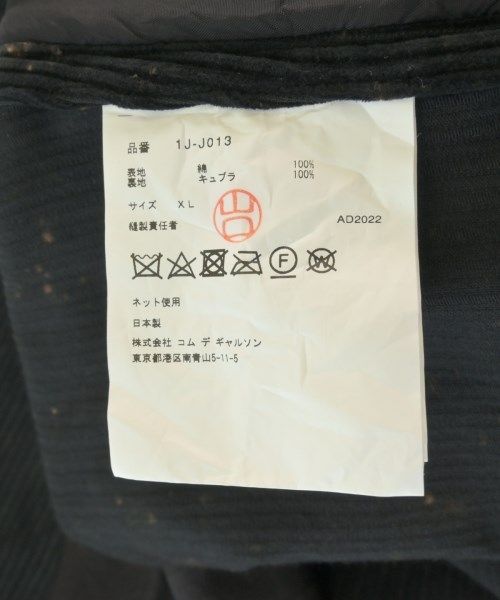 品番 1J-J013
表地 綿 100%
裏地 キュプラ 100%
サイズ XL
山口
縫製責任者 AD2022
F W
ネット使用
日本製
株式会社 コム デ ギャルソン
東京都港区南青山5-11-5